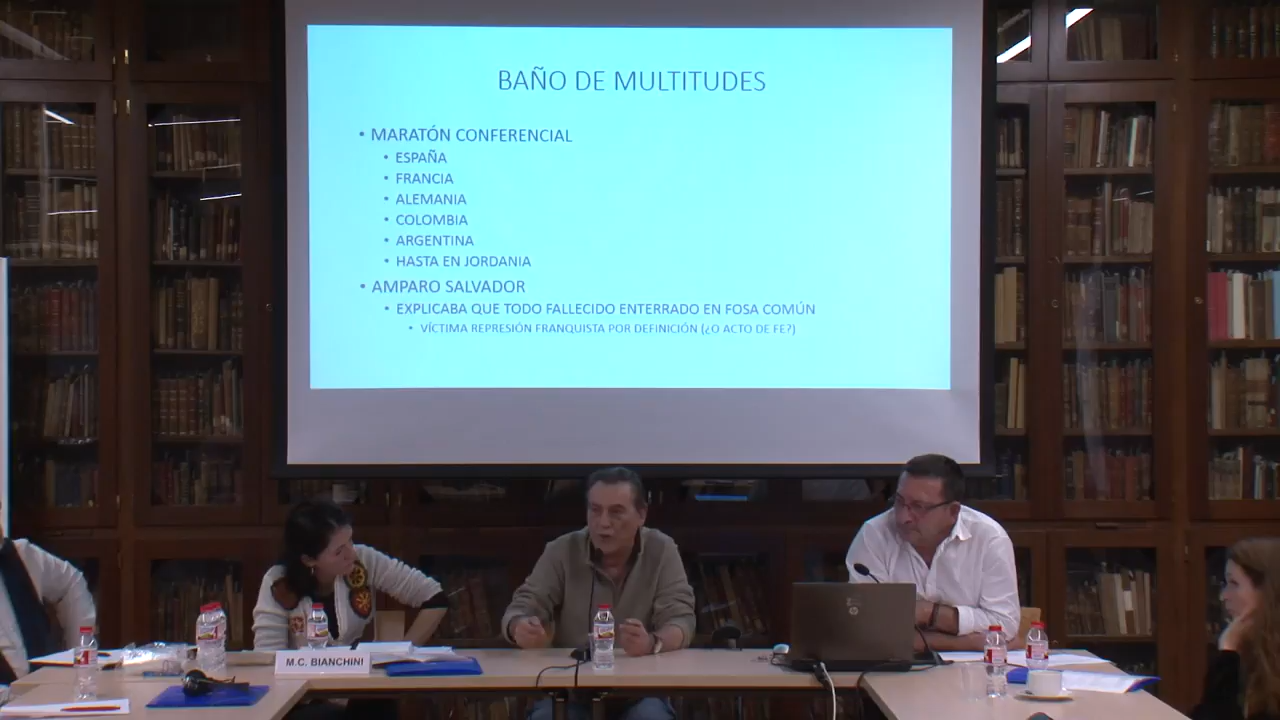 BAÑO DE MULTITUDES
• MARATÓN CONFERENCIAL
• ESPAÑA
• FRANCIA
• ALEMANIA
• COLOMBIA
• ARGENTINA
• HASTA EN JORDANIA
• AMPARO SALVADOR
• EXPLICABA QUE TODO FALLECIDO ENTERRADO EN FOSA COMÚN
• VÍCTIMA REPRESIÓN FRANQUISTA POR DEFINICIÓN (¿O ACTO DE FE?)
M.C. BIANCHINI
hp